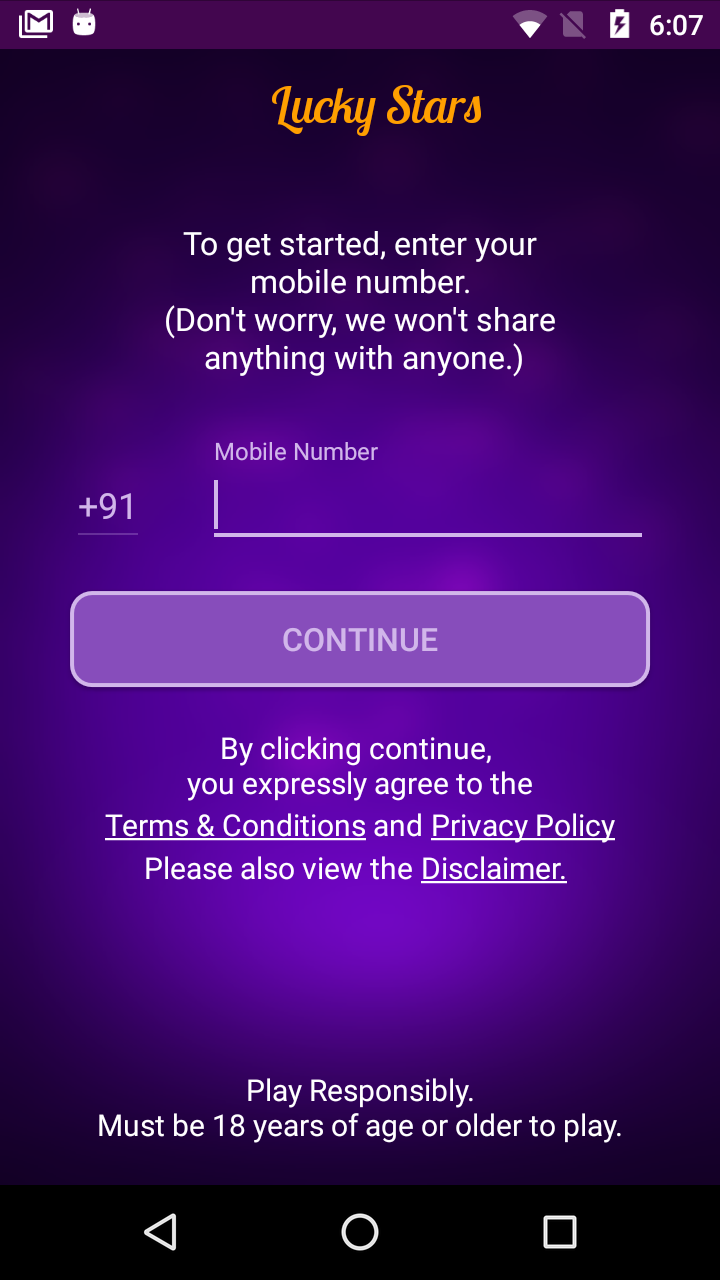 6:07
Lucky Stars
To get started, enter your
mobile number.
(Don't worry, we won't share
anything with anyone.)
Mobile Number
+91
CONTINUE
By clicking continue,
you expressly agree to the
Terms & Conditions and Privacy Policy
Please also view the Disclaimer.
Play Responsibly.
Must be 18 years of age or older to play.